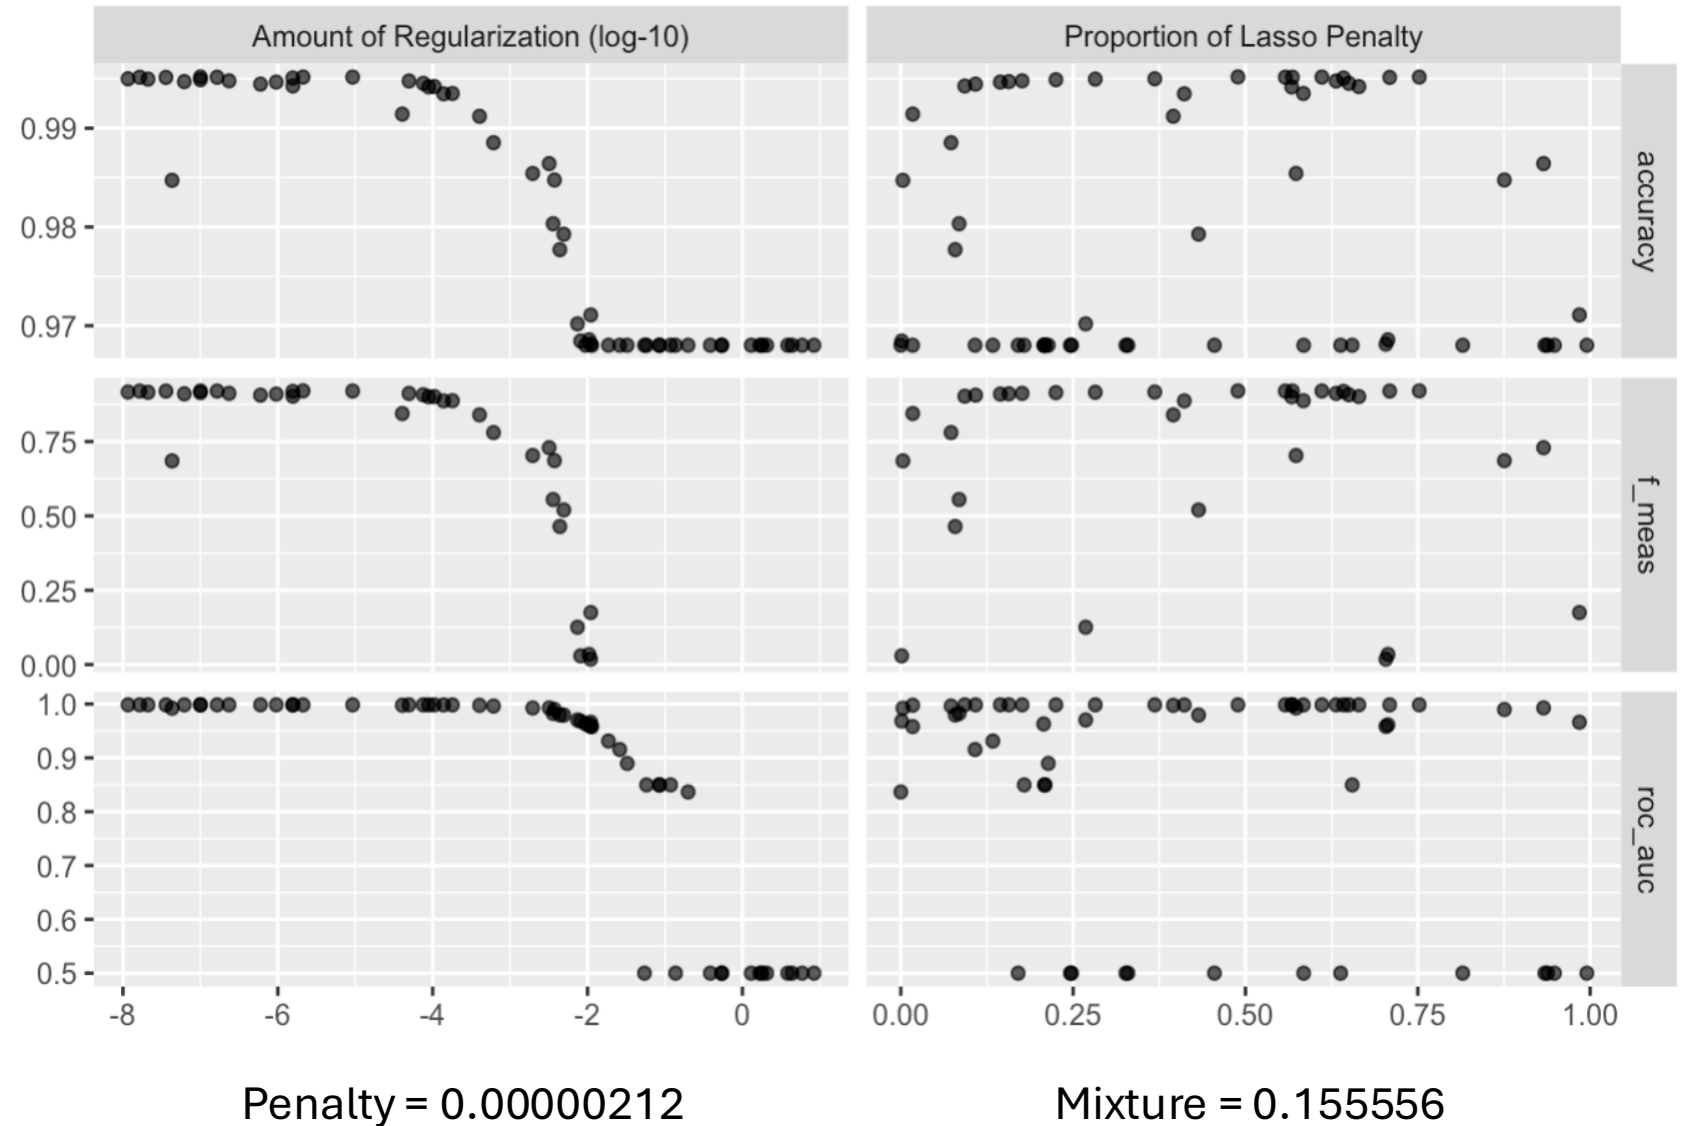 Amount of Regularization (log-10)
Proportion of Lasso Penalty
0.99
0.98
0.97
accuracy
0.75
0.50
0.25
0.00
f_meas
1.0
0.9
0.8
0.7
0.6
0.5
roc_auc
-8 -6 -4 -2 0
0.00 0.25 0.50 0.75 1.00
Penalty = 0.00000212
Mixture = 0.155556